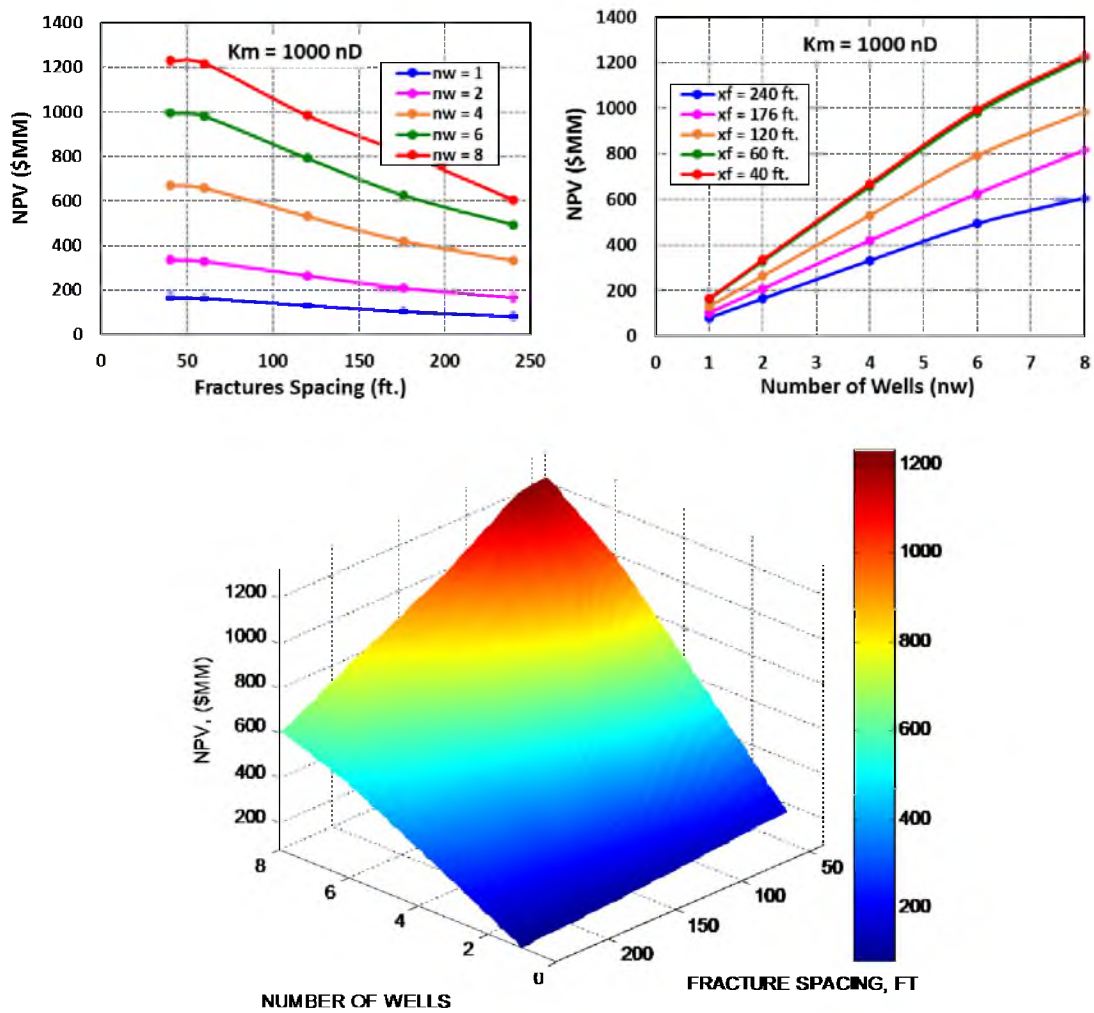 1400
1200
1000
800
600
400
200
0
NPV ($MM)
Km = 1000 nD
nw = 1
nw = 2
nw = 4
nw = 6
nw = 8
0 50 100 150 200 250
Fractures Spacing (ft.)
1400
1200
1000
800
600
400
200
0
NPV ($MM)
Km = 1000 nD
xf = 240 ft.
xf = 176 ft.
xf = 120 ft.
xf = 60 ft.
xf = 40 ft.
0 1 2 3 4 5 6 7 8
Number of Wells (nw)
1200
1000
800
600
400
200
NPV, ($MM)
8
6
4
2
0
NUMBER OF WELLS
200
150
100
50
FRACTURE SPACING, FT
1200
1000
800
600
400
200